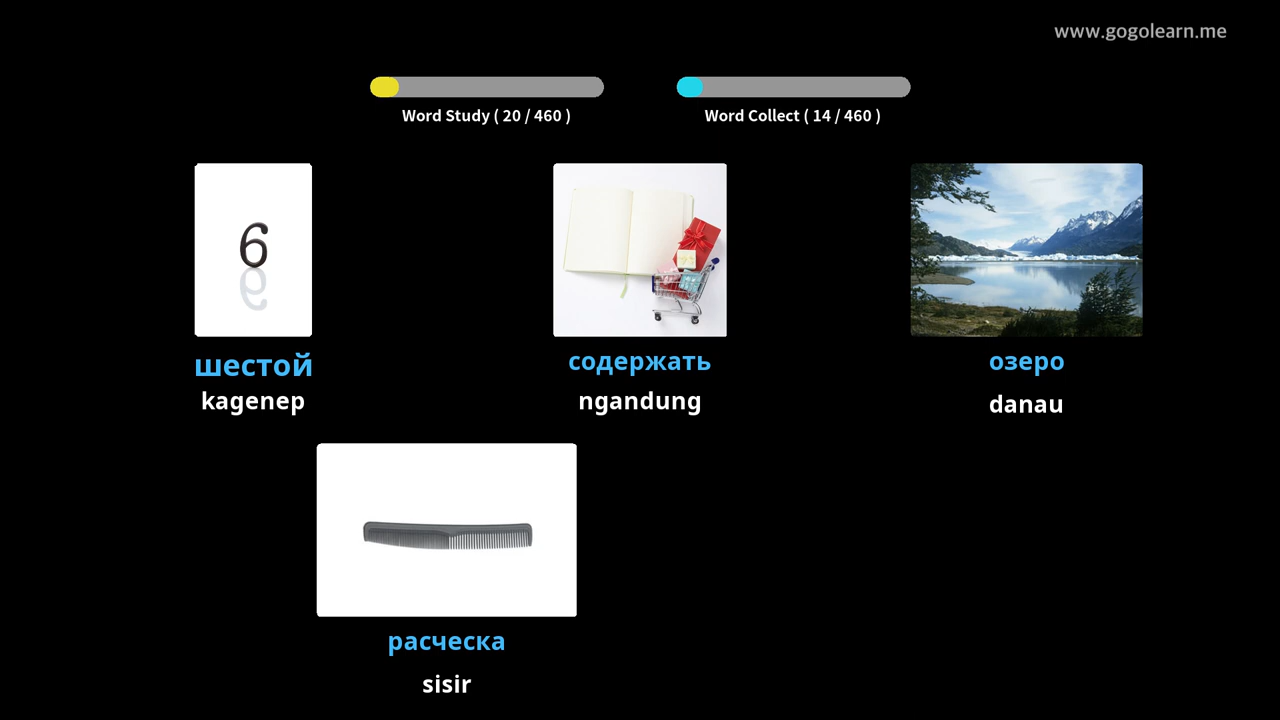 www.gogolearn.me
Word Study ( 20 / 460 )
Word Collect ( 14 / 460 )
6
шестой
kagenep
содержать
ngandung
озеро
danau
расческа
sisir